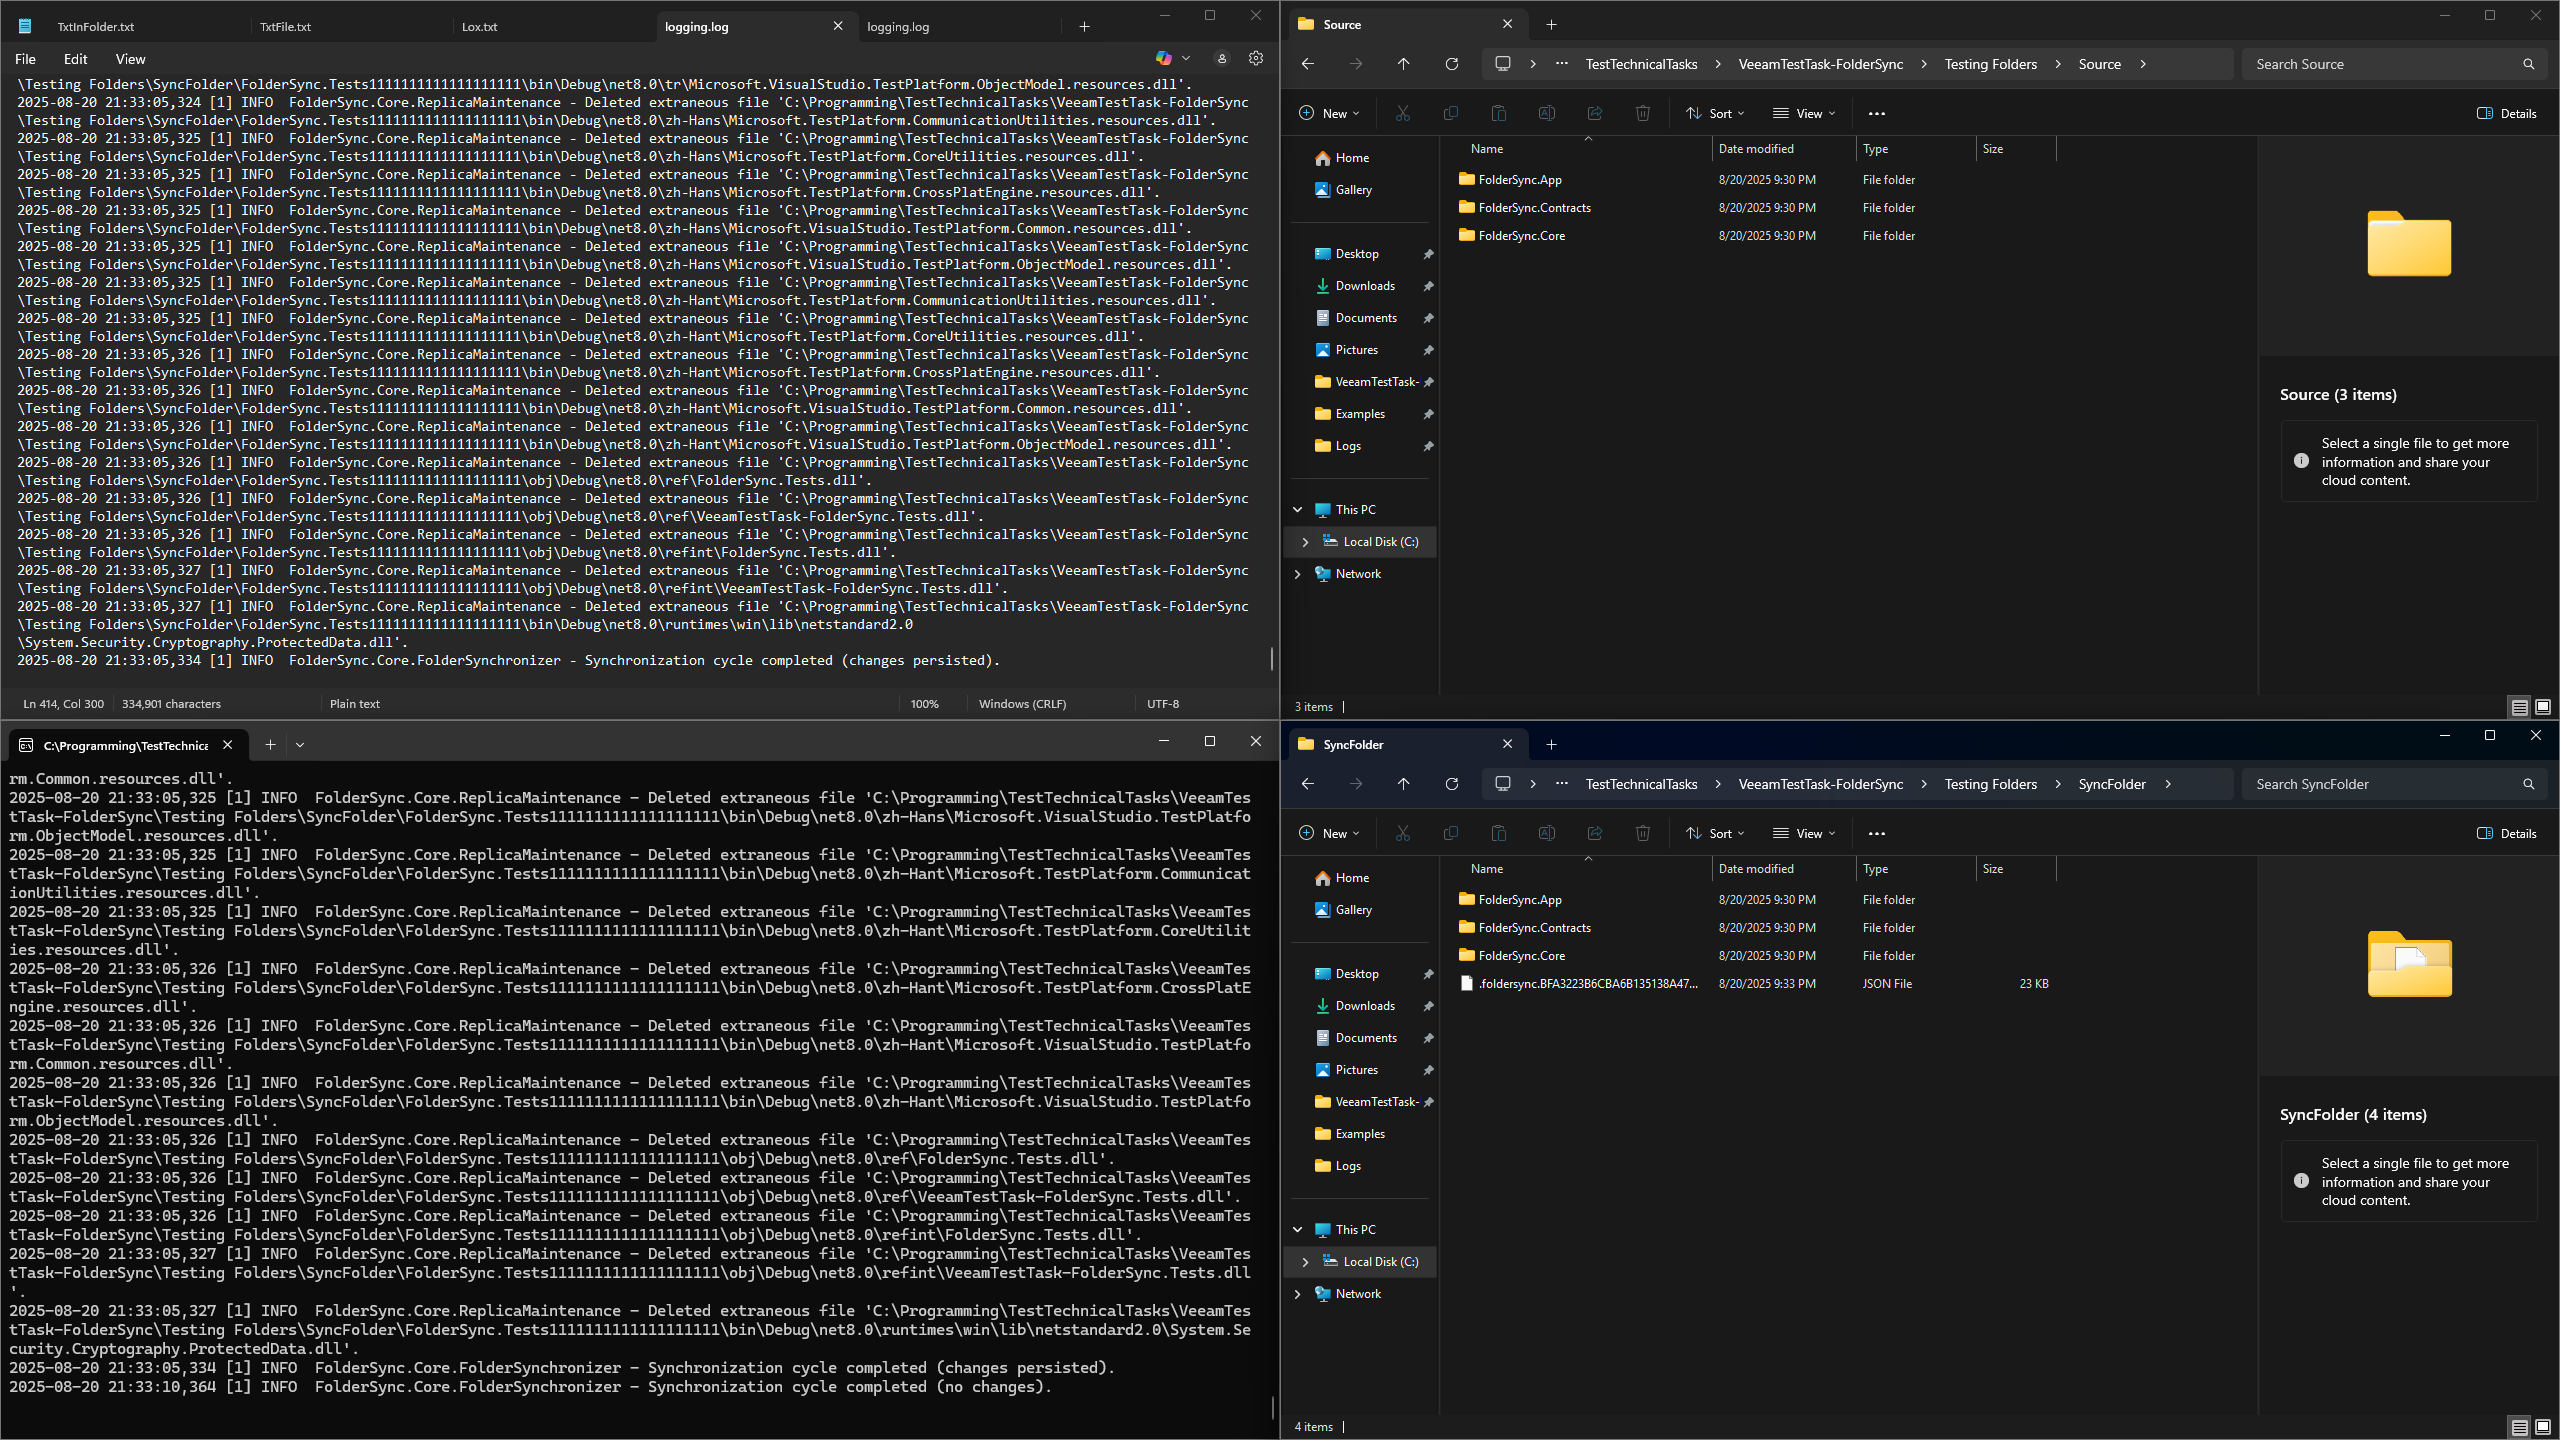 TxtInFolder.txt
TxtFile.txt
Lox.txt
logging.log
logging.log
File
Edit
View
\Testing Folders\SyncFolder\FolderSync.Tests1111111111111111111\bin\Debug\net8.0\tr\Microsoft.VisualStudio.TestPlatform.ObjectModel.resources.dll'.
2025-08-20 21:33:05,324 [1] INFO  FolderSync.Core.ReplicaMaintenance - Deleted extraneous file 'C:\Programming\TestTechnicalTasks\VeeamTestTask-FolderSync
\Testing Folders\SyncFolder\FolderSync.Tests1111111111111111111\bin\Debug\net8.0\zh-Hans\Microsoft.TestPlatform.CommunicationUtilities.resources.dll'.
2025-08-20 21:33:05,325 [1] INFO  FolderSync.Core.ReplicaMaintenance - Deleted extraneous file 'C:\Programming\TestTechnicalTasks\VeeamTestTask-FolderSync
\Testing Folders\SyncFolder\FolderSync.Tests1111111111111111111\bin\Debug\net8.0\zh-Hans\Microsoft.TestPlatform.CoreUtilities.resources.dll'.
2025-08-20 21:33:05,325 [1] INFO  FolderSync.Core.ReplicaMaintenance - Deleted extraneous file 'C:\Programming\TestTechnicalTasks\VeeamTestTask-FolderSync
\Testing Folders\SyncFolder\FolderSync.Tests1111111111111111111\bin\Debug\net8.0\zh-Hans\Microsoft.TestPlatform.CrossPlatEngine.resources.dll'.
2025-08-20 21:33:05,325 [1] INFO  FolderSync.Core.ReplicaMaintenance - Deleted extraneous file 'C:\Programming\TestTechnicalTasks\VeeamTestTask-FolderSync
\Testing Folders\SyncFolder\FolderSync.Tests1111111111111111111\bin\Debug\net8.0\zh-Hans\Microsoft.VisualStudio.TestPlatform.Common.resources.dll'.
2025-08-20 21:33:05,325 [1] INFO  FolderSync.Core.ReplicaMaintenance - Deleted extraneous file 'C:\Programming\TestTechnicalTasks\VeeamTestTask-FolderSync
\Testing Folders\SyncFolder\FolderSync.Tests1111111111111111111\bin\Debug\net8.0\zh-Hans\Microsoft.VisualStudio.TestPlatform.ObjectModel.resources.dll'.
2025-08-20 21:33:05,325 [1] INFO  FolderSync.Core.ReplicaMaintenance - Deleted extraneous file 'C:\Programming\TestTechnicalTasks\VeeamTestTask-FolderSync
\Testing Folders\SyncFolder\FolderSync.Tests1111111111111111111\bin\Debug\net8.0\zh-Hant\Microsoft.TestPlatform.CommunicationUtilities.resources.dll'.
2025-08-20 21:33:05,325 [1] INFO  FolderSync.Core.ReplicaMaintenance - Deleted extraneous file 'C:\Programming\TestTechnicalTasks\VeeamTestTask-FolderSync
\Testing Folders\SyncFolder\FolderSync.Tests1111111111111111111\bin\Debug\net8.0\zh-Hant\Microsoft.TestPlatform.CoreUtilities.resources.dll'.
2025-08-20 21:33:05,326 [1] INFO  FolderSync.Core.ReplicaMaintenance - Deleted extraneous file 'C:\Programming\TestTechnicalTasks\VeeamTestTask-FolderSync
\Testing Folders\SyncFolder\FolderSync.Tests1111111111111111111\bin\Debug\net8.0\zh-Hant\Microsoft.TestPlatform.CrossPlatEngine.resources.dll'.
2025-08-20 21:33:05,326 [1] INFO  FolderSync.Core.ReplicaMaintenance - Deleted extraneous file 'C:\Programming\TestTechnicalTasks\VeeamTestTask-FolderSync
\Testing Folders\SyncFolder\FolderSync.Tests1111111111111111111\bin\Debug\net8.0\zh-Hant\Microsoft.VisualStudio.TestPlatform.Common.resources.dll'.
2025-08-20 21:33:05,326 [1] INFO  FolderSync.Core.ReplicaMaintenance - Deleted extraneous file 'C:\Programming\TestTechnicalTasks\VeeamTestTask-FolderSync
\Testing Folders\SyncFolder\FolderSync.Tests1111111111111111111\bin\Debug\net8.0\zh-Hant\Microsoft.VisualStudio.TestPlatform.ObjectModel.resources.dll'.
2025-08-20 21:33:05,326 [1] INFO  FolderSync.Core.ReplicaMaintenance - Deleted extraneous file 'C:\Programming\TestTechnicalTasks\VeeamTestTask-FolderSync
\Testing Folders\SyncFolder\FolderSync.Tests1111111111111111111\obj\Debug\net8.0\ref\FolderSync.Tests.dll'.
2025-08-20 21:33:05,326 [1] INFO  FolderSync.Core.ReplicaMaintenance - Deleted extraneous file 'C:\Programming\TestTechnicalTasks\VeeamTestTask-FolderSync
\Testing Folders\SyncFolder\FolderSync.Tests1111111111111111111\obj\Debug\net8.0\ref\VeeamTestTask-FolderSync.Tests.dll'.
2025-08-20 21:33:05,326 [1] INFO  FolderSync.Core.ReplicaMaintenance - Deleted extraneous file 'C:\Programming\TestTechnicalTasks\VeeamTestTask-FolderSync
\Testing Folders\SyncFolder\FolderSync.Tests1111111111111111111\obj\Debug\net8.0\refint\FolderSync.Tests.dll'.
2025-08-20 21:33:05,327 [1] INFO  FolderSync.Core.ReplicaMaintenance - Deleted extraneous file 'C:\Programming\TestTechnicalTasks\VeeamTestTask-FolderSync
\Testing Folders\SyncFolder\FolderSync.Tests1111111111111111111\obj\Debug\net8.0\refint\VeeamTestTask-FolderSync.Tests.dll'.
2025-08-20 21:33:05,327 [1] INFO  FolderSync.Core.ReplicaMaintenance - Deleted extraneous file 'C:\Programming\TestTechnicalTasks\VeeamTestTask-FolderSync
\Testing Folders\SyncFolder\FolderSync.Tests1111111111111111111\bin\Debug\net8.0\runtimes\win\lib\netstandard2.0
\System.Security.Cryptography.ProtectedData.dll'.
2025-08-20 21:33:05,334 [1] INFO  FolderSync.Core.FolderSynchronizer - Synchronization cycle completed (changes persisted).
Ln 414, Col 300
334,901 characters
Plain text
100%
Windows (CRLF)
UTF-8
Source
TestTechnicalTasks
VeeamTestTask-FolderSync
Testing Folders
Source
Search Source
New
Sort
View
Details
Home
Gallery
Desktop
Downloads
Documents
Pictures
VeeamTestTask-
Examples
Logs
This PC
Local Disk (C:)
Network
Name Date modified Type Size
FolderSync.App 8/20/2025 9:30 PM File folder
FolderSync.Contracts 8/20/2025 9:30 PM File folder
FolderSync.Core 8/20/2025 9:30 PM File folder
Source (3 items)
Select a single file to get more
information and share your
cloud content.
3 items
C:\Programming\TestTechnica
rm.Common.resources.dll'.
2025-08-20 21:33:05,325 [1] INFO  FolderSync.Core.ReplicaMaintenance - Deleted extraneous file 'C:\Programming\TestTechnicalTasks\VeeamTes
tTask-FolderSync\Testing Folders\SyncFolder\FolderSync.Tests1111111111111111111\bin\Debug\net8.0\zh-Hans\Microsoft.VisualStudio.TestPlatfo
rm.ObjectModel.resources.dll'.
2025-08-20 21:33:05,325 [1] INFO  FolderSync.Core.ReplicaMaintenance - Deleted extraneous file 'C:\Programming\TestTechnicalTasks\VeeamTes
tTask-FolderSync\Testing Folders\SyncFolder\FolderSync.Tests1111111111111111111\bin\Debug\net8.0\zh-Hant\Microsoft.TestPlatform.Communicat
ionUtilities.resources.dll'.
2025-08-20 21:33:05,325 [1] INFO  FolderSync.Core.ReplicaMaintenance - Deleted extraneous file 'C:\Programming\TestTechnicalTasks\VeeamTes
tTask-FolderSync\Testing Folders\SyncFolder\FolderSync.Tests1111111111111111111\bin\Debug\net8.0\zh-Hant\Microsoft.TestPlatform.CoreUtilit
ies.resources.dll'.
2025-08-20 21:33:05,326 [1] INFO  FolderSync.Core.ReplicaMaintenance - Deleted extraneous file 'C:\Programming\TestTechnicalTasks\VeeamTes
tTask-FolderSync\Testing Folders\SyncFolder\FolderSync.Tests1111111111111111111\bin\Debug\net8.0\zh-Hant\Microsoft.TestPlatform.CrossPlatE
ngine.resources.dll'.
2025-08-20 21:33:05,326 [1] INFO  FolderSync.Core.ReplicaMaintenance - Deleted extraneous file 'C:\Programming\TestTechnicalTasks\VeeamTes
tTask-FolderSync\Testing Folders\SyncFolder\FolderSync.Tests1111111111111111111\bin\Debug\net8.0\zh-Hant\Microsoft.VisualStudio.TestPlatfo
rm.Common.resources.dll'.
2025-08-20 21:33:05,326 [1] INFO  FolderSync.Core.ReplicaMaintenance - Deleted extraneous file 'C:\Programming\TestTechnicalTasks\VeeamTes
tTask-FolderSync\Testing Folders\SyncFolder\FolderSync.Tests1111111111111111111\bin\Debug\net8.0\zh-Hant\Microsoft.VisualStudio.TestPlatfo
rm.ObjectModel.resources.dll'.
2025-08-20 21:33:05,326 [1] INFO  FolderSync.Core.ReplicaMaintenance - Deleted extraneous file 'C:\Programming\TestTechnicalTasks\VeeamTes
tTask-FolderSync\Testing Folders\SyncFolder\FolderSync.Tests1111111111111111111\obj\Debug\net8.0\ref\FolderSync.Tests.dll'.
2025-08-20 21:33:05,326 [1] INFO  FolderSync.Core.ReplicaMaintenance - Deleted extraneous file 'C:\Programming\TestTechnicalTasks\VeeamTes
tTask-FolderSync\Testing Folders\SyncFolder\FolderSync.Tests1111111111111111111\obj\Debug\net8.0\ref\VeeamTestTask-FolderSync.Tests.dll'.
2025-08-20 21:33:05,326 [1] INFO  FolderSync.Core.ReplicaMaintenance - Deleted extraneous file 'C:\Programming\TestTechnicalTasks\VeeamTes
tTask-FolderSync\Testing Folders\SyncFolder\FolderSync.Tests1111111111111111111\obj\Debug\net8.0\refint\FolderSync.Tests.dll'.
2025-08-20 21:33:05,327 [1] INFO  FolderSync.Core.ReplicaMaintenance - Deleted extraneous file 'C:\Programming\TestTechnicalTasks\VeeamTes
tTask-FolderSync\Testing Folders\SyncFolder\FolderSync.Tests1111111111111111111\obj\Debug\net8.0\refint\VeeamTestTask-FolderSync.Tests.dll
'.
2025-08-20 21:33:05,327 [1] INFO  FolderSync.Core.ReplicaMaintenance - Deleted extraneous file 'C:\Programming\TestTechnicalTasks\VeeamTes
tTask-FolderSync\Testing Folders\SyncFolder\FolderSync.Tests1111111111111111111\bin\Debug\net8.0\runtimes\win\lib\netstandard2.0\System.Se
curity.Cryptography.ProtectedData.dll'.
2025-08-20 21:33:05,334 [1] INFO  FolderSync.Core.FolderSynchronizer - Synchronization cycle completed (changes persisted).
2025-08-20 21:33:10,364 [1] INFO  FolderSync.Core.FolderSynchronizer - Synchronization cycle completed (no changes).
SyncFolder
TestTechnicalTasks
VeeamTestTask-FolderSync
Testing Folders
SyncFolder
Search SyncFolder
New
Sort
View
Details
Home
Gallery
Desktop
Downloads
Documents
Pictures
VeeamTestTask-
Examples
Logs
This PC
Local Disk (C:)
Network
Name Date modified Type Size
FolderSync.App 8/20/2025 9:30 PM File folder
FolderSync.Contracts 8/20/2025 9:30 PM File folder
FolderSync.Core 8/20/2025 9:30 PM File folder
.foldersync.BFA3223B6CBA6B135138A47... 8/20/2025 9:33 PM JSON File 23 KB
SyncFolder (4 items)
Select a single file to get more
information and share your
cloud content.
4 items